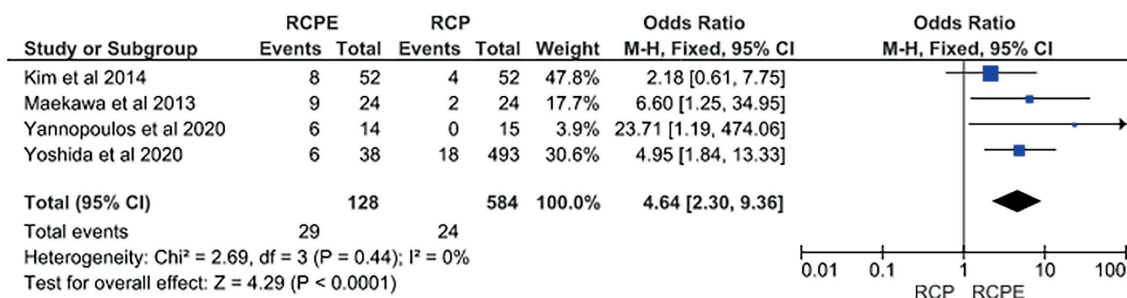 RCPE RCP Odds Ratio Odds Ratio
Study or Subgroup Events Total Events Total Weight M-H, Fixed, 95% CI M-H, Fixed, 95% CI
Kim et al 2014 8 52 4 52 47.8% 2.18 [0.61, 7.75]
Maekawa et al 2013 9 24 2 24 17.7% 6.60 [1.25, 34.95]
Yannopoulos et al 2020 6 14 0 15 3.9% 23.71 [1.19, 474.06]
Yoshida et al 2020 6 38 18 493 30.6% 4.95 [1.84, 13.33]
Total (95% CI) 128 584 100.0% 4.64 [2.30, 9.36]
Total events 29 24
Heterogeneity: Chi² = 2.69, df = 3 (P = 0.44); I² = 0%
Test for overall effect: Z = 4.29 (P < 0.0001)
0.01 0.1 1 10 100
RCP RCPE